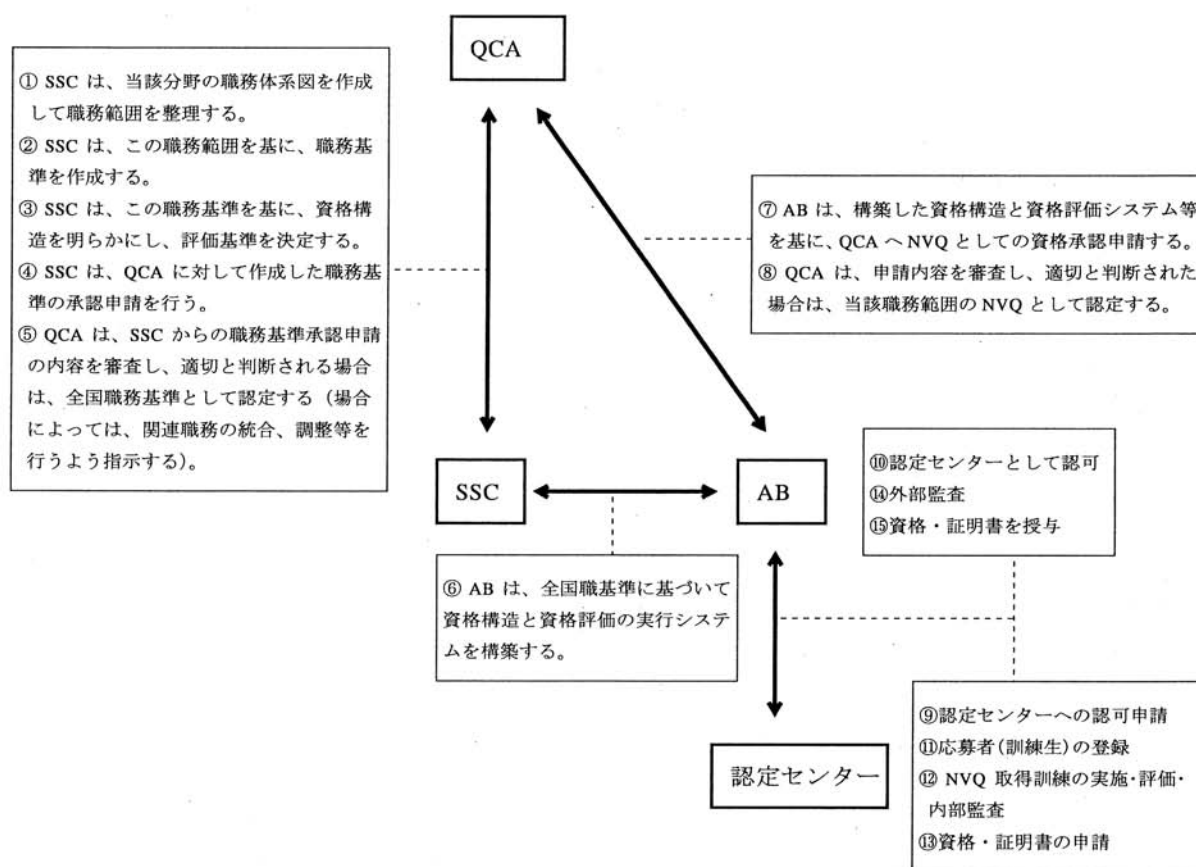 QCA
① SSC は、当該分野の職務体系図を作成
して職務範囲を整理する。
② SSC は、この職務範囲を基に、職務基
準を作成する。
③ SSC は、この職務基準を基に、資格構
造を明らかにし、評価基準を決定する。
④ SSC は、QCA に対して作成した職務基
準の承認申請を行う。
⑤ QCA は、SSC からの職務基準承認申請
の内容を審査し、適切と判断される場合
は、全国職務基準として認定する（場合
によっては、関連職務の統合、調整等を
行うよう指示する）。
⑦ AB は、構築した資格構造と資格評価システム等
を基に、QCA へ NVQ としての資格承認申請する。
⑧ QCA は、申請内容を審査し、適切と判断された
場合は、当該職務範囲の NVQ として認定する。
SSC
AB
⑩認定センターとして認可
⑭外部監査
⑮資格・証明書を授与
⑥ AB は、全国職基準に基づいて
資格構造と資格評価の実行システ
ムを構築する。
認定センター
⑨認定センターへの認可申請
⑪応募者(訓練生)の登録
⑫ NVQ 取得訓練の実施・評価・
内部監査
⑬資格・証明書の申請